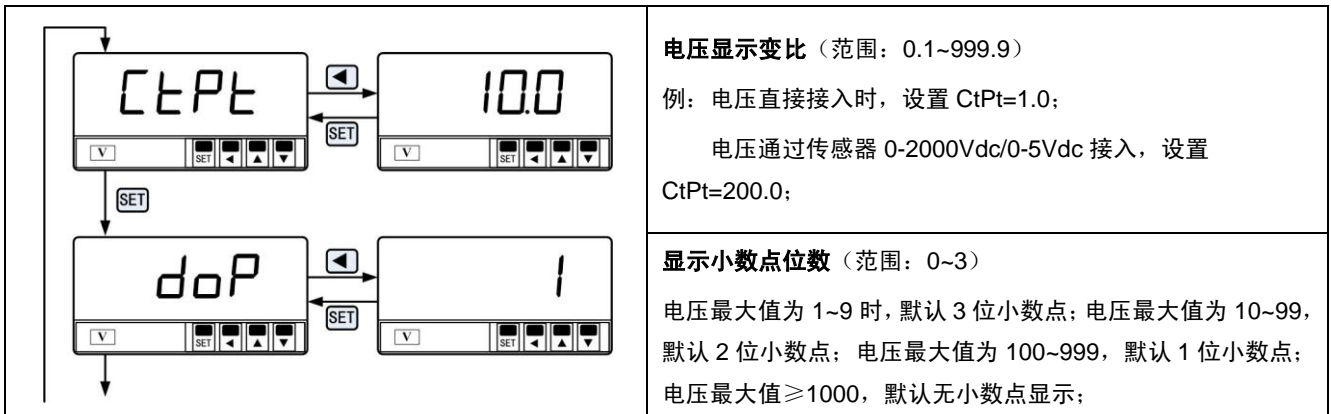 CtPt
◀
10.0
SET
V
SET ◀ ▲ ▼
V
SET ◀ ▲ ▼
SET
doP
◀
1
SET
V
SET ◀ ▲ ▼
V
SET ◀ ▲ ▼
电压显示变比（范围：0.1~999.9）
例：电压直接接入时，设置 CtPt=1.0；
电压通过传感器 0-2000Vdc/0-5Vdc 接入，设置
CtPt=200.0；
显示小数点位数（范围：0~3）
电压最大值为 1~9 时，默认 3 位小数点；电压最大值为 10~99，
默认 2 位小数点；电压最大值为 100~999，默认 1 位小数点；
电压最大值≥1000，默认无小数点显示；